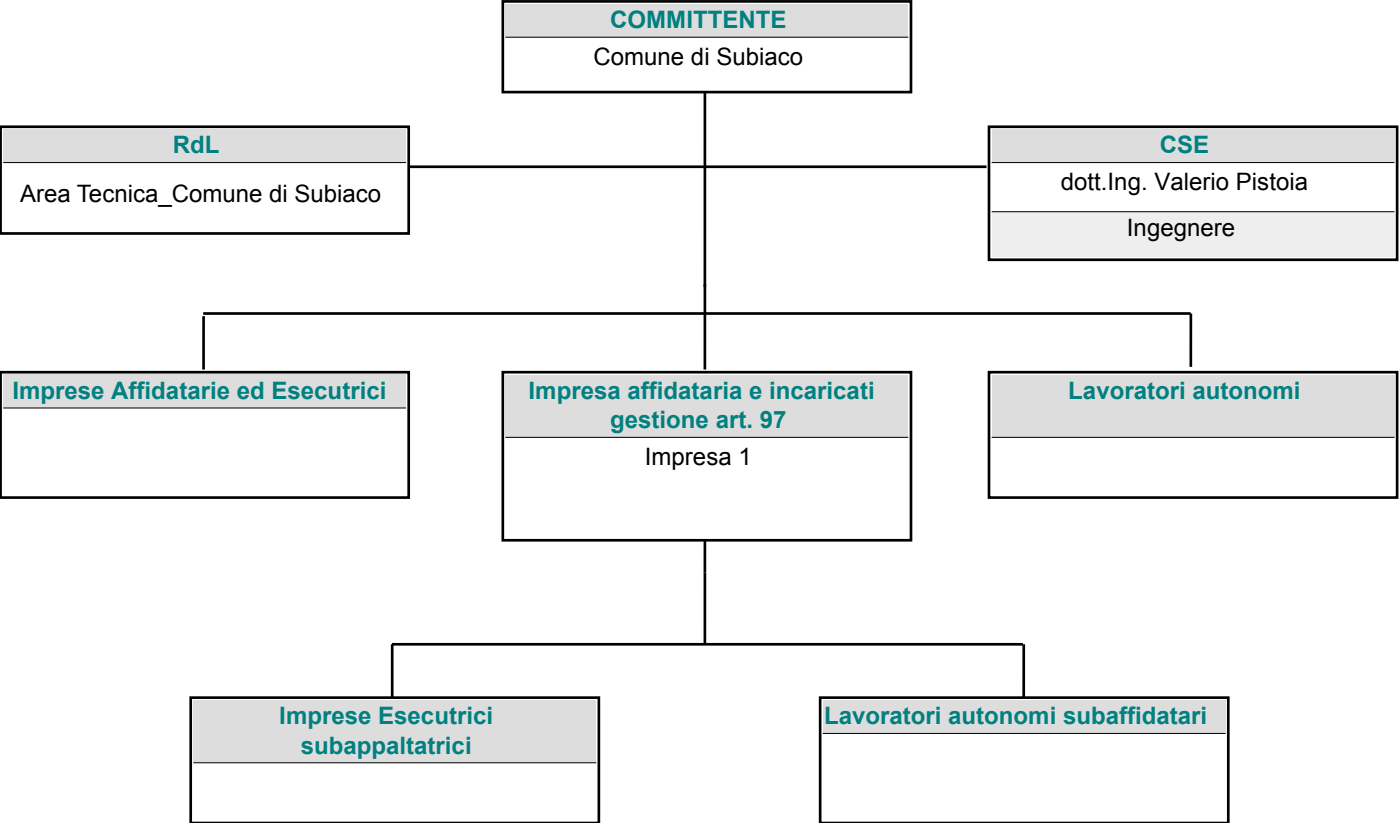 COMMITTENTE
Comune di Subiaco
RdL
Area Tecnica_Comune di Subiaco
CSE
dott.Ing. Valerio Pistoia
Ingegnere
Imprese Affidatarie ed Esecutrici
Impresa affidataria e incaricati
gestione art. 97
Impresa 1
Lavoratori autonomi
Imprese Esecutrici
subappaltatrici
Lavoratori autonomi subaffidatari